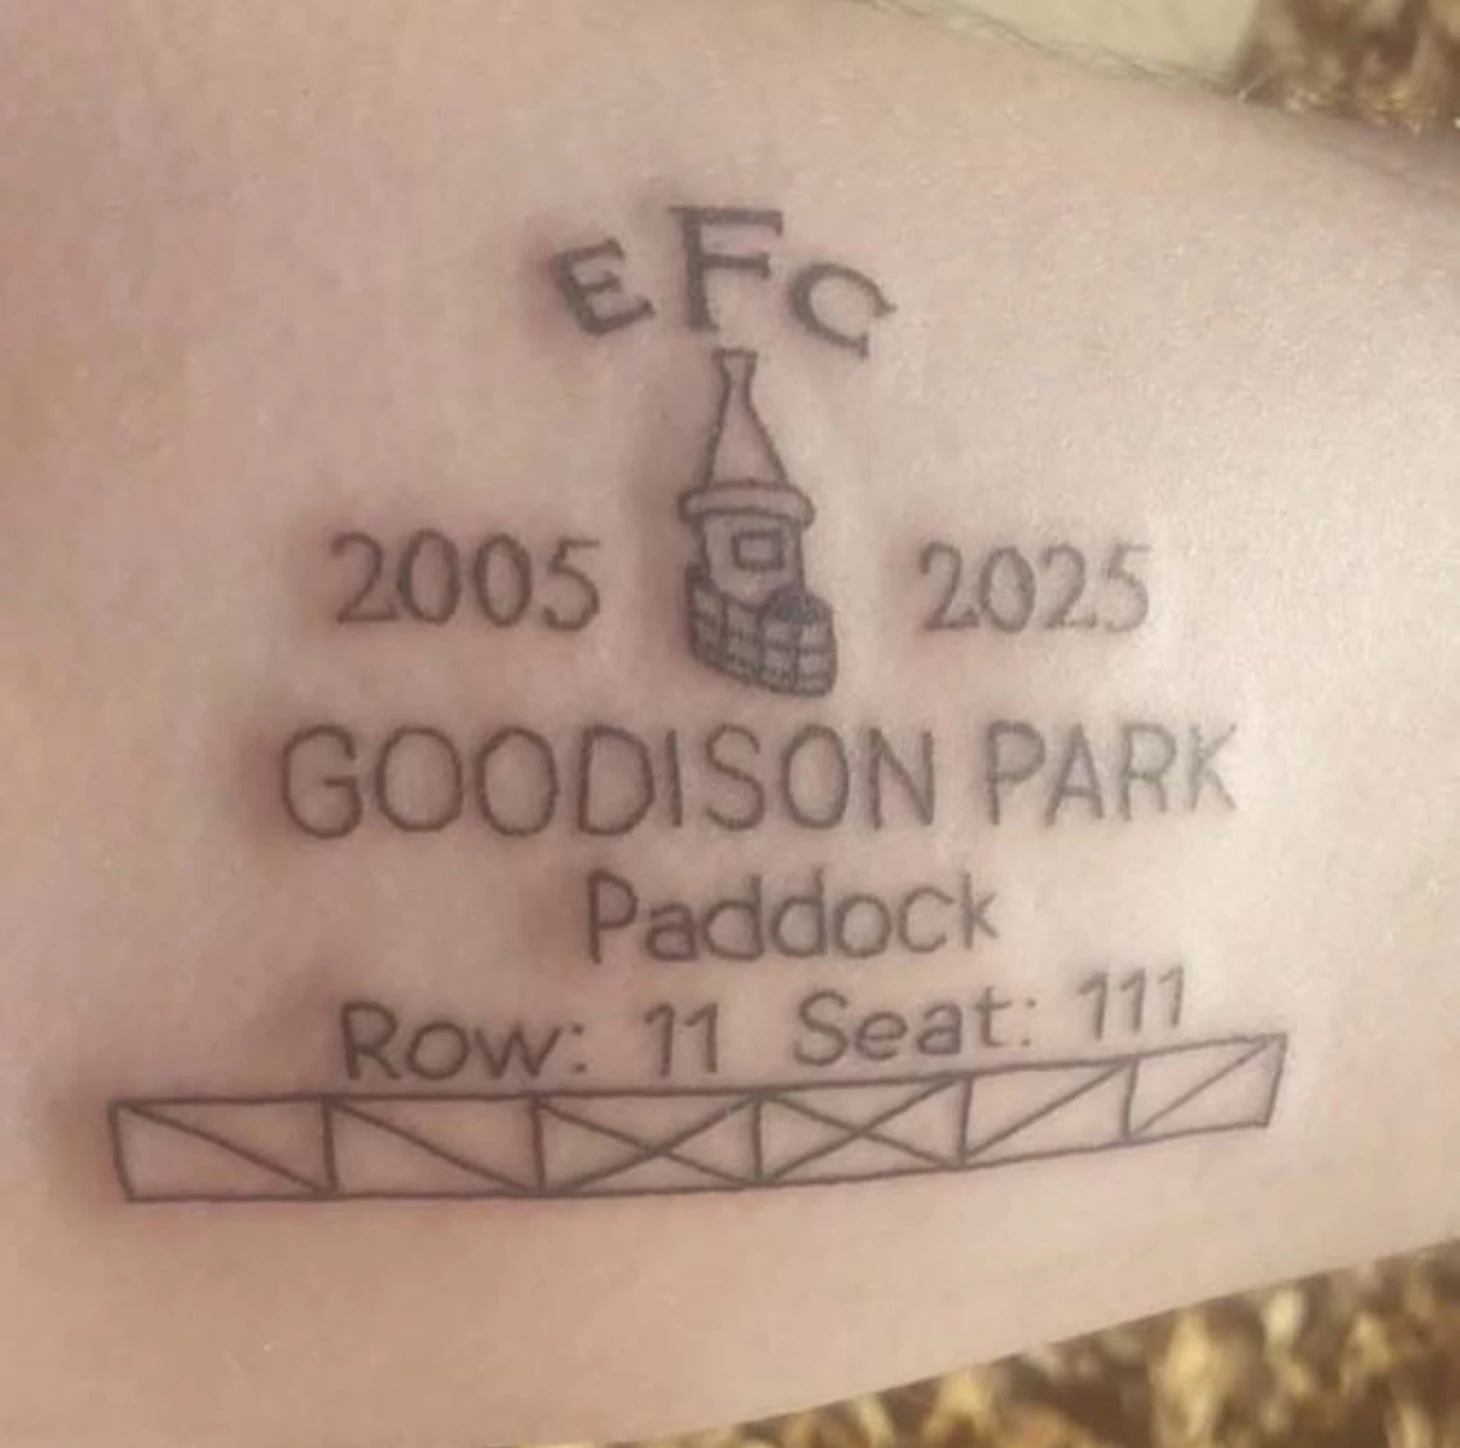 EFC
2005 2025
GOODISON PARK
Paddock
Row: 11 Seat: 111